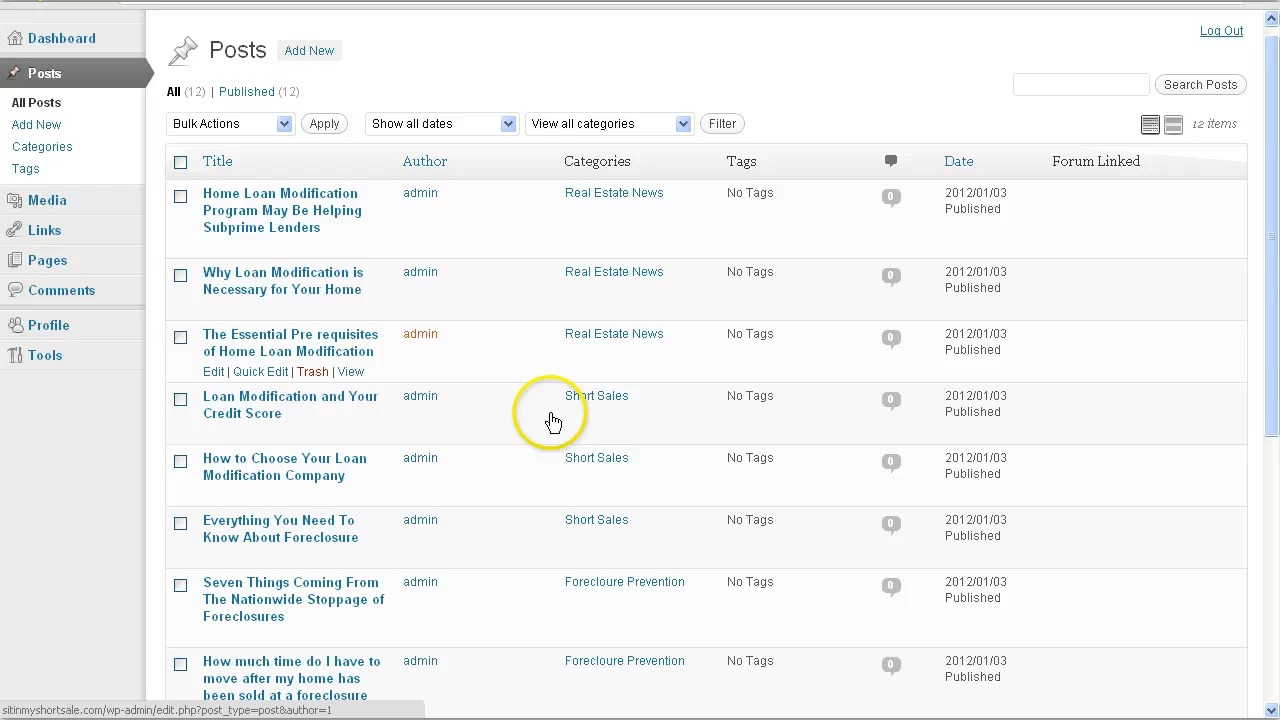 Dashboard
Posts
All Posts
Add New
Categories
Tags
Media
Links
Pages
Comments
Profile
Tools
Log Out
Posts Add New
All (12) | Published (12)
Search Posts
Bulk Actions Apply Show all dates View all categories Filter 12 items
Title Author Categories Tags Date Forum Linked
Home Loan Modification admin Real Estate News No Tags 0 2012/01/03
Program May Be Helping Published
Subprime Lenders
Why Loan Modification is admin Real Estate News No Tags 0 2012/01/03
Necessary for Your Home Published
The Essential Pre requisites admin Real Estate News No Tags 0 2012/01/03
of Home Loan Modification Published
Edit | Quick Edit | Trash | View
Loan Modification and Your admin Short Sales No Tags 0 2012/01/03
Credit Score Published
How to Choose Your Loan admin Short Sales No Tags 0 2012/01/03
Modification Company Published
Everything You Need To admin Short Sales No Tags 0 2012/01/03
Know About Foreclosure Published
Seven Things Coming From admin Forecloure Prevention No Tags 0 2012/01/03
The Nationwide Stoppage of Published
Foreclosures
How much time do I have to admin Forecloure Prevention No Tags 0 2012/01/03
move after my home has Published
been sold at a foreclosure
sitinmyshortsale.com/wp-admin/edit.php?post_type=post&author=1